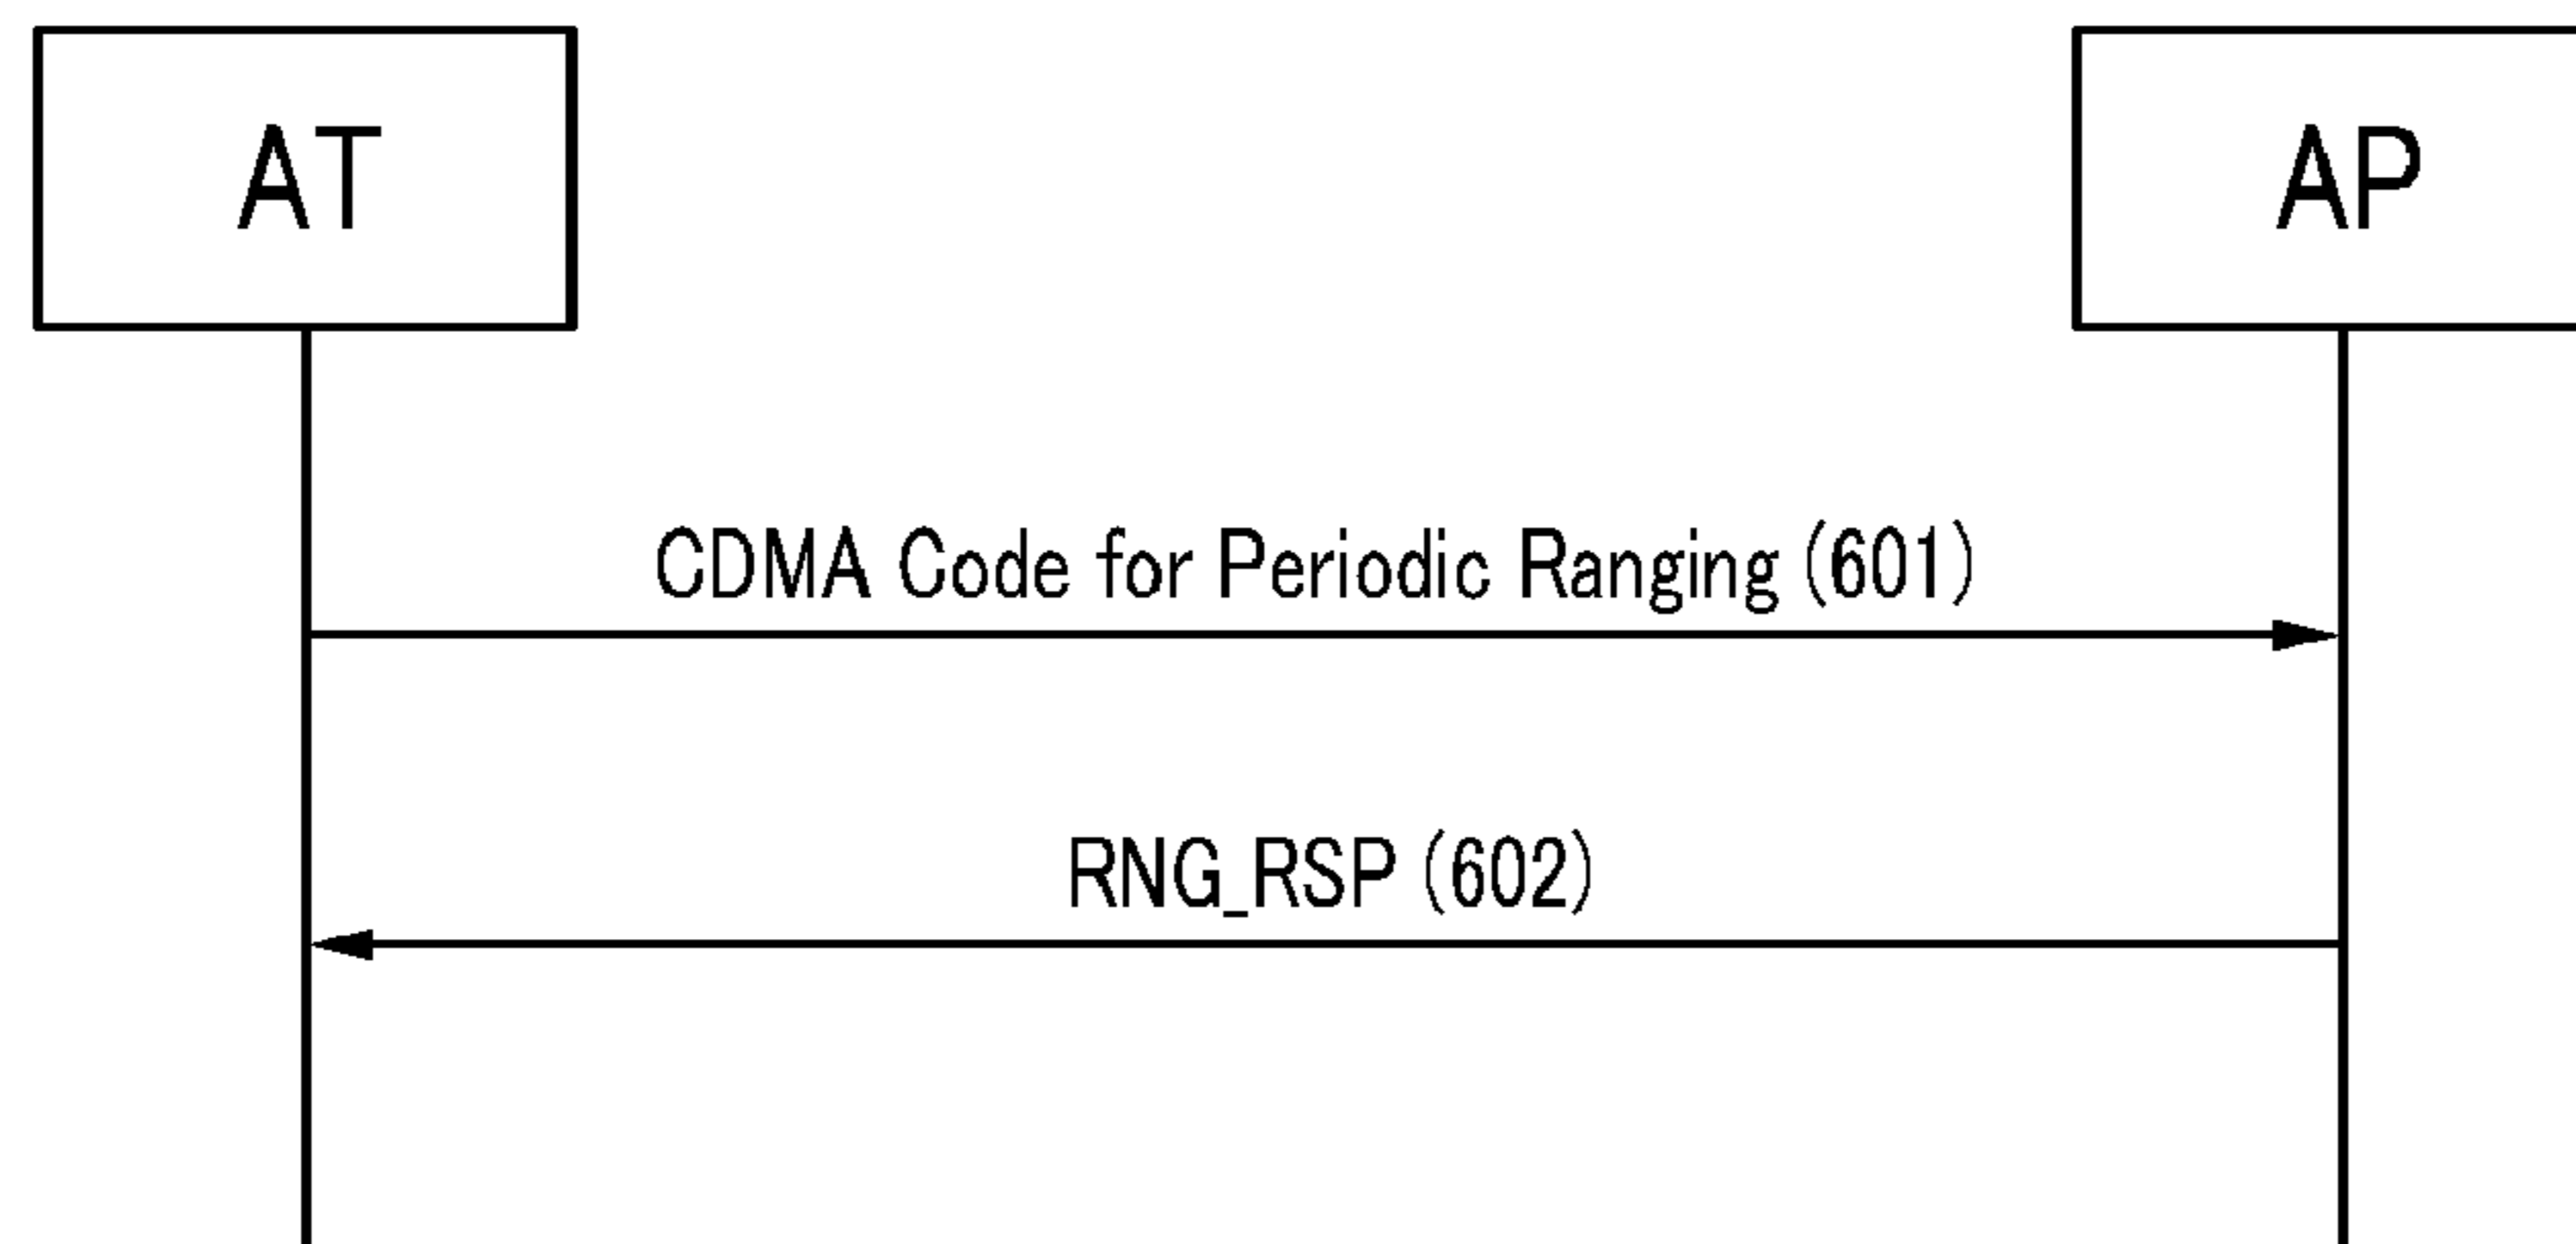 AT
AP
CDMA Code for Periodic Ranging (601)
RNG_RSP (602)